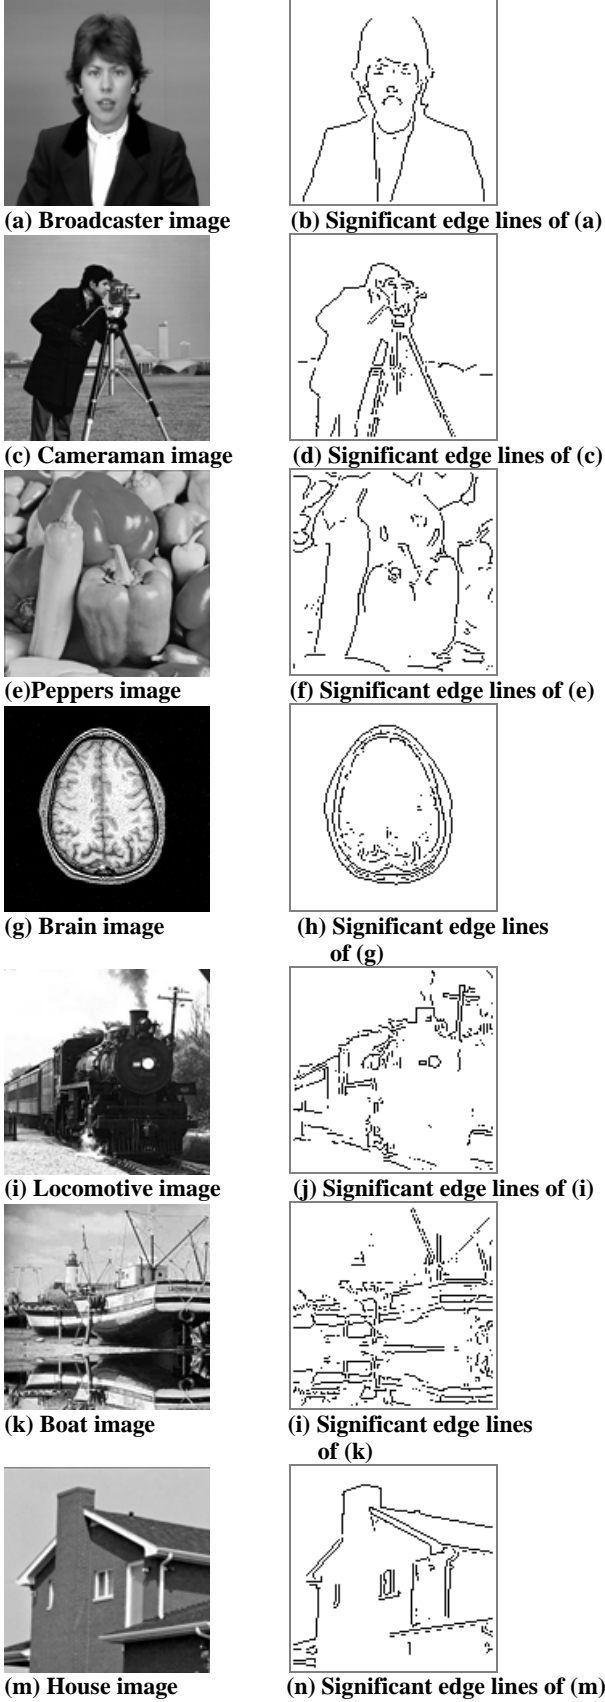 (a) Broadcaster image
(b) Significant edge lines of (a)
(c) Cameraman image
(d) Significant edge lines of (c)
(e)Peppers image
(f) Significant edge lines of (e)
(g) Brain image
(h) Significant edge lines
of (g)
(i) Locomotive image
(j) Significant edge lines of (i)
(k) Boat image
(i) Significant edge lines
of (k)
(m) House image
(n) Significant edge lines of (m)